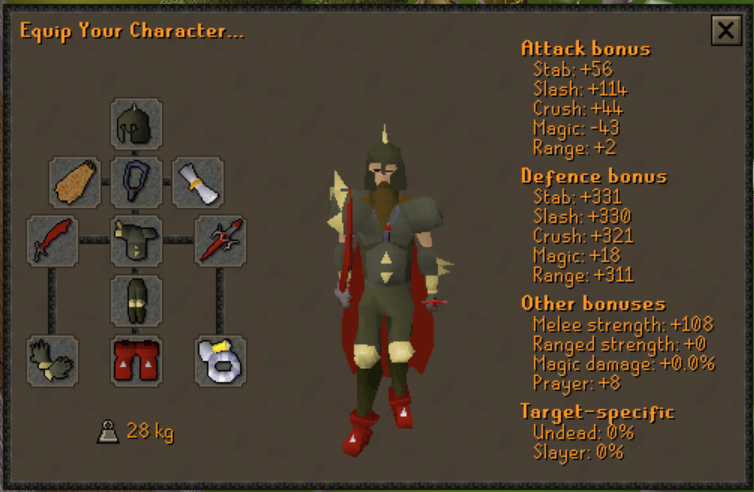 Equip Your Character...
Attack bonus
Stab: +56
Slash: +114
Crush: +44
Magic: -43
Range: +2
Defence bonus
Stab: +331
Slash: +330
Crush: +321
Magic: +18
Range: +311
Other bonuses
Melee strength: +108
Ranged strength: +0
Magic damage: +0.0%
Prayer: +8
Target-specific
Undead: 0%
Slayer: 0%
28 kg